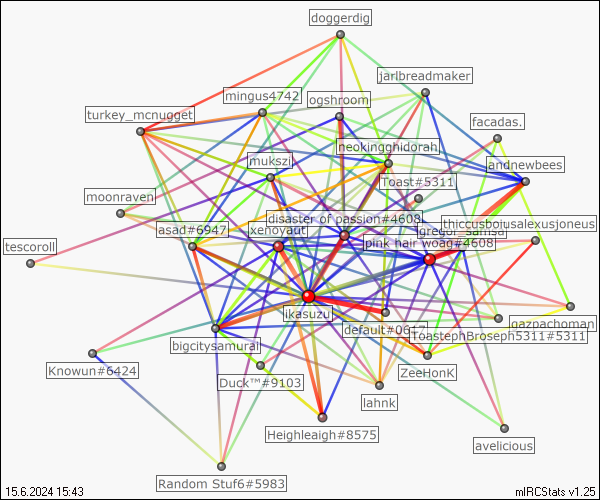 doggerdig
jarlbreadmaker
mingus4742
ogshroom
turkey_mcnugget
facadas.
neokingghidorah
mukszi
andnewbees
Toast#5311
moonraven
disaster of passion#4608
thiccusbojusalexusjoneus
asad#6947
xehoyaut
gregor_samsa
pink hair woag#4608
tescoroll
ikasuzu
default#0617
gazpachoman
ToastephBroseph5311#5311
bigcitysamurai
Knowun#6424
Duck™#9103
ZeeHonK
lahnk
Heighleaigh#8575
avelicious
Random Stuf6#5983
15.6.2024 15:43
mIRCStats v1.25